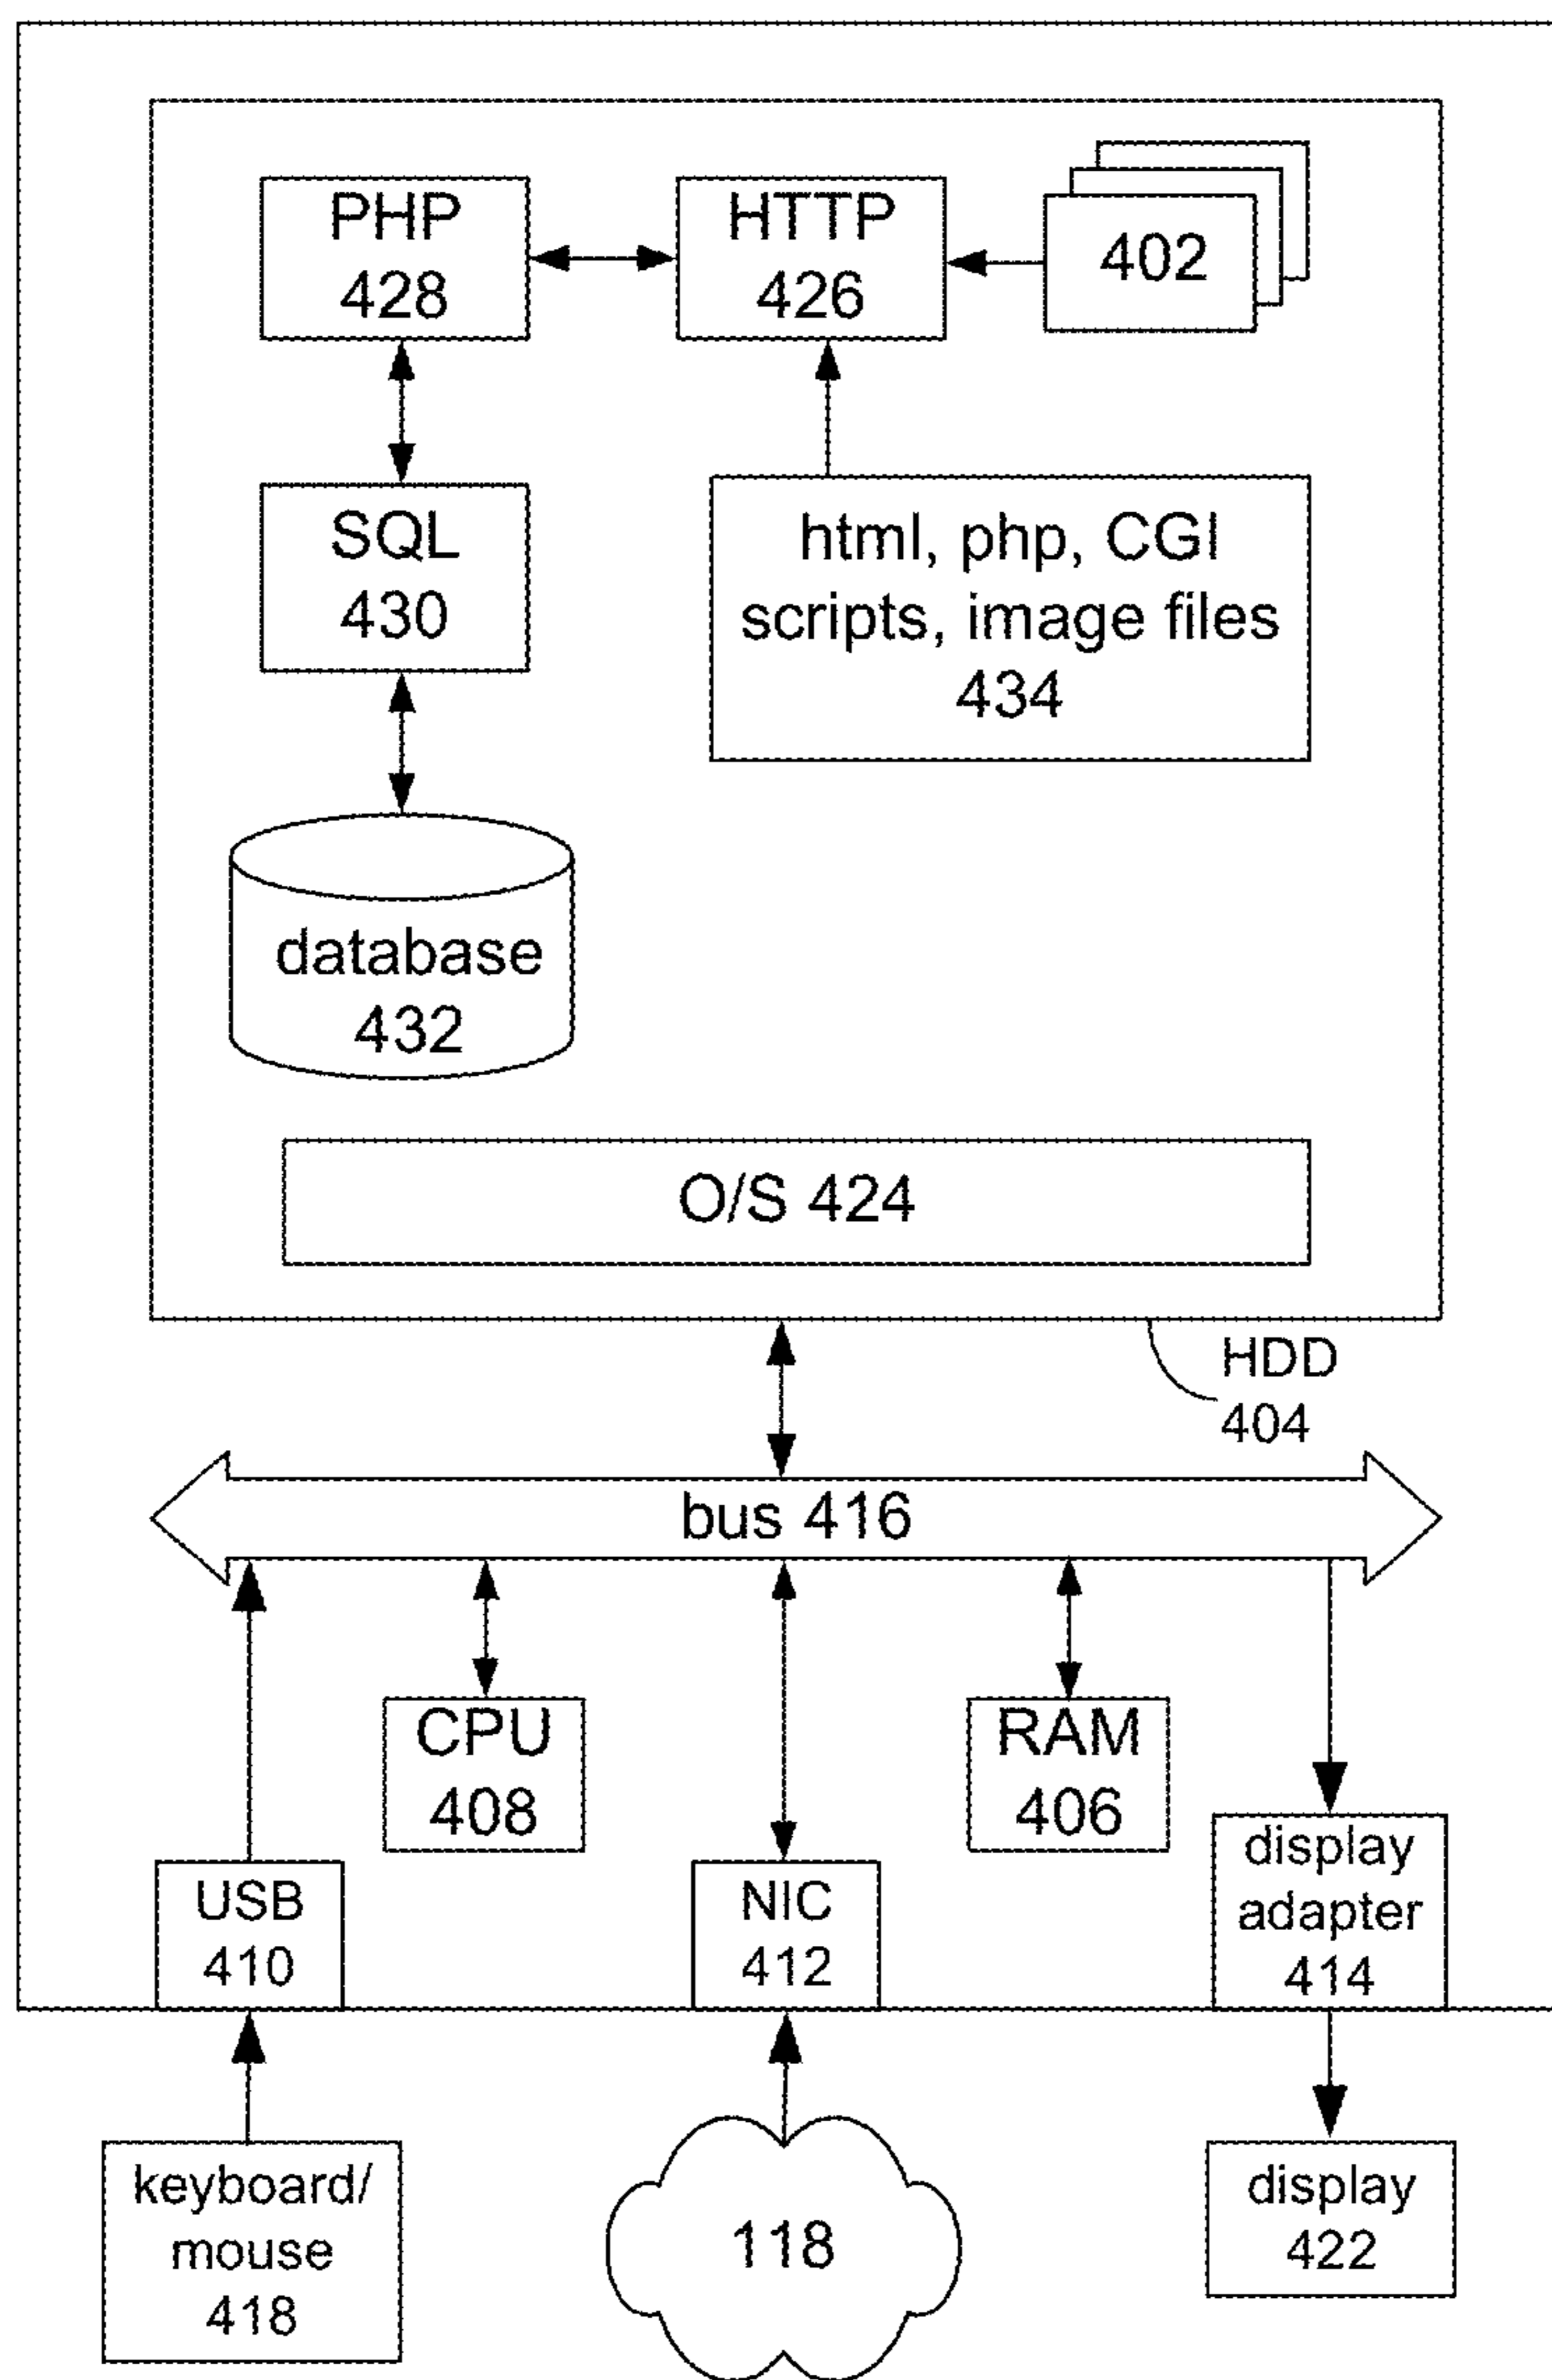 PHP
428
HTTP
426
402
SQL
430
html, php, CGI
scripts, image files
434
database
432
O/S 424
HDD
404
bus 416
CPU
408
RAM
406
USB
410
NIC
412
display
adapter
414
keyboard/
mouse
418
118
display
422